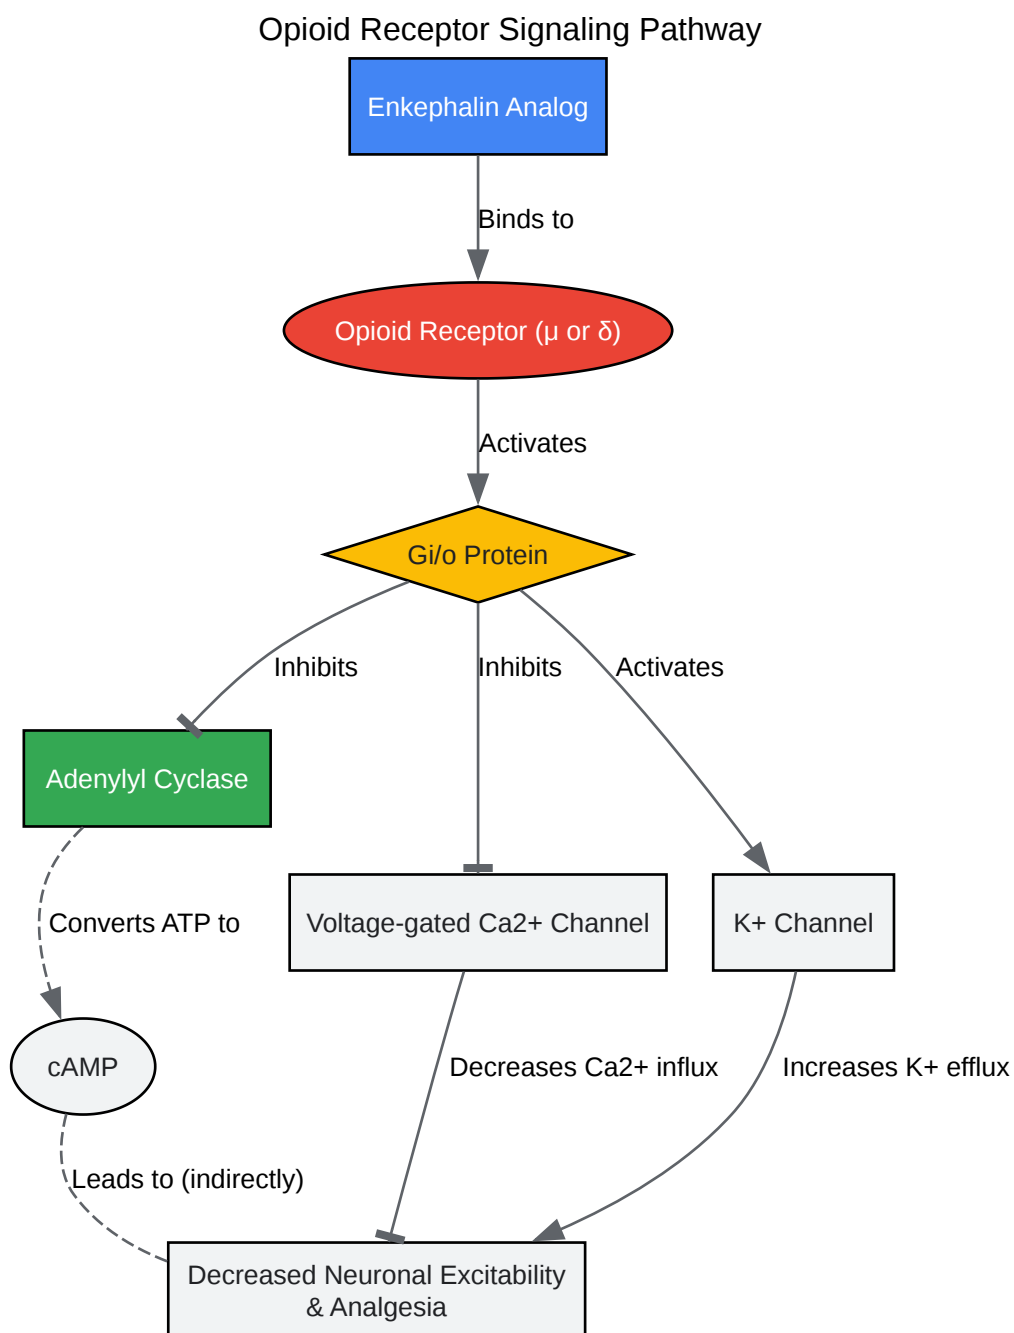 Opioid Receptor Signaling Pathway
Enkephalin Analog
Binds to
Opioid Receptor (μ or δ)
Activates
Gi/o Protein
Inhibits
Inhibits
Activates
Adenylyl Cyclase
Converts ATP to
Voltage-gated Ca2+ Channel
K+ Channel
cAMP
Decreases Ca2+ influx
Increases K+ efflux
Leads to (indirectly)
Decreased Neuronal Excitability
& Analgesia